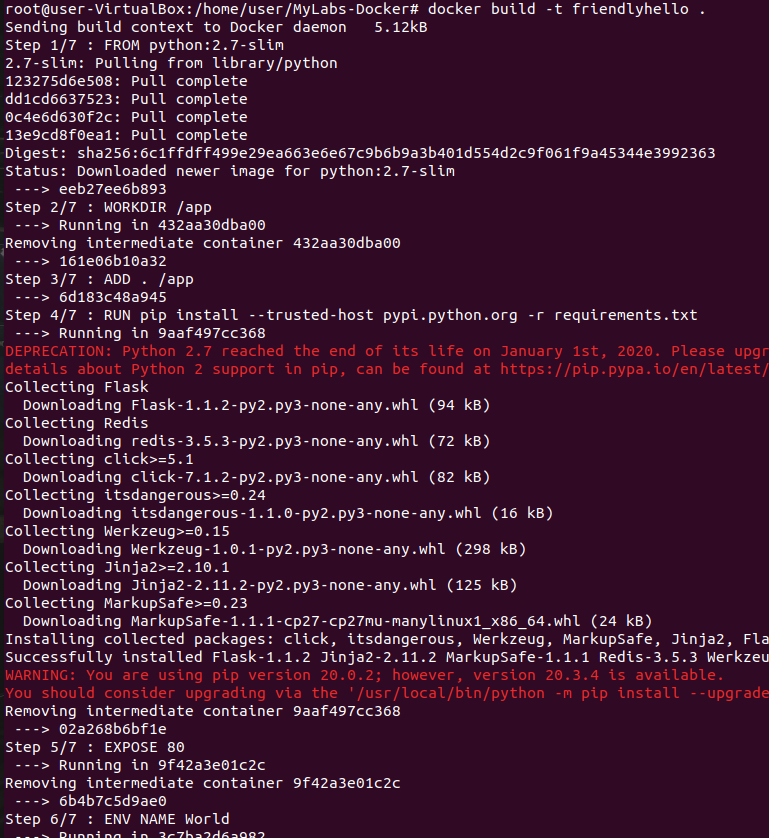 root@user-VirtualBox:/home/user/MyLabs-Docker# docker build -t friendlyhello .
Sending build context to Docker daemon   5.12kB
Step 1/7 : FROM python:2.7-slim
2.7-slim: Pulling from library/python
123275d6e508: Pull complete
dd1cd6637523: Pull complete
0c4e6d630f2c: Pull complete
13e9cd8f0ea1: Pull complete
Digest: sha256:6c1ffdff499e29ea663e6e67c9b6b9a3b401d554d2c9f061f9a45344e3992363
Status: Downloaded newer image for python:2.7-slim
 ---> eeb27ee6b893
Step 2/7 : WORKDIR /app
 ---> Running in 432aa30dba00
Removing intermediate container 432aa30dba00
 ---> 161e06b10a32
Step 3/7 : ADD . /app
 ---> 6d183c48a945
Step 4/7 : RUN pip install --trusted-host pypi.python.org -r requirements.txt
 ---> Running in 9aaf497cc368
DEPRECATION: Python 2.7 reached the end of its life on January 1st, 2020. Please upgr
details about Python 2 support in pip, can be found at https://pip.pypa.io/en/latest/
Collecting Flask
  Downloading Flask-1.1.2-py2.py3-none-any.whl (94 kB)
Collecting Redis
  Downloading redis-3.5.3-py2.py3-none-any.whl (72 kB)
Collecting click>=5.1
  Downloading click-7.1.2-py2.py3-none-any.whl (82 kB)
Collecting itsdangerous>=0.24
  Downloading itsdangerous-1.1.0-py2.py3-none-any.whl (16 kB)
Collecting Werkzeug>=0.15
  Downloading Werkzeug-1.0.1-py2.py3-none-any.whl (298 kB)
Collecting Jinja2>=2.10.1
  Downloading Jinja2-2.11.2-py2.py3-none-any.whl (125 kB)
Collecting MarkupSafe>=0.23
  Downloading MarkupSafe-1.1.1-cp27-cp27mu-manylinux1_x86_64.whl (24 kB)
Installing collected packages: click, itsdangerous, Werkzeug, MarkupSafe, Jinja2, Fla
Successfully installed Flask-1.1.2 Jinja2-2.11.2 MarkupSafe-1.1.1 Redis-3.5.3 Werkzeu
WARNING: You are using pip version 20.0.2; however, version 20.3.4 is available.
You should consider upgrading via the '/usr/local/bin/python -m pip install --upgrade
Removing intermediate container 9aaf497cc368
 ---> 02a268b6bf1e
Step 5/7 : EXPOSE 80
 ---> Running in 9f42a3e01c2c
Removing intermediate container 9f42a3e01c2c
 ---> 6b4b7c5d9ae0
Step 6/7 : ENV NAME World
 ---> Running in 3c7ba2d6a982